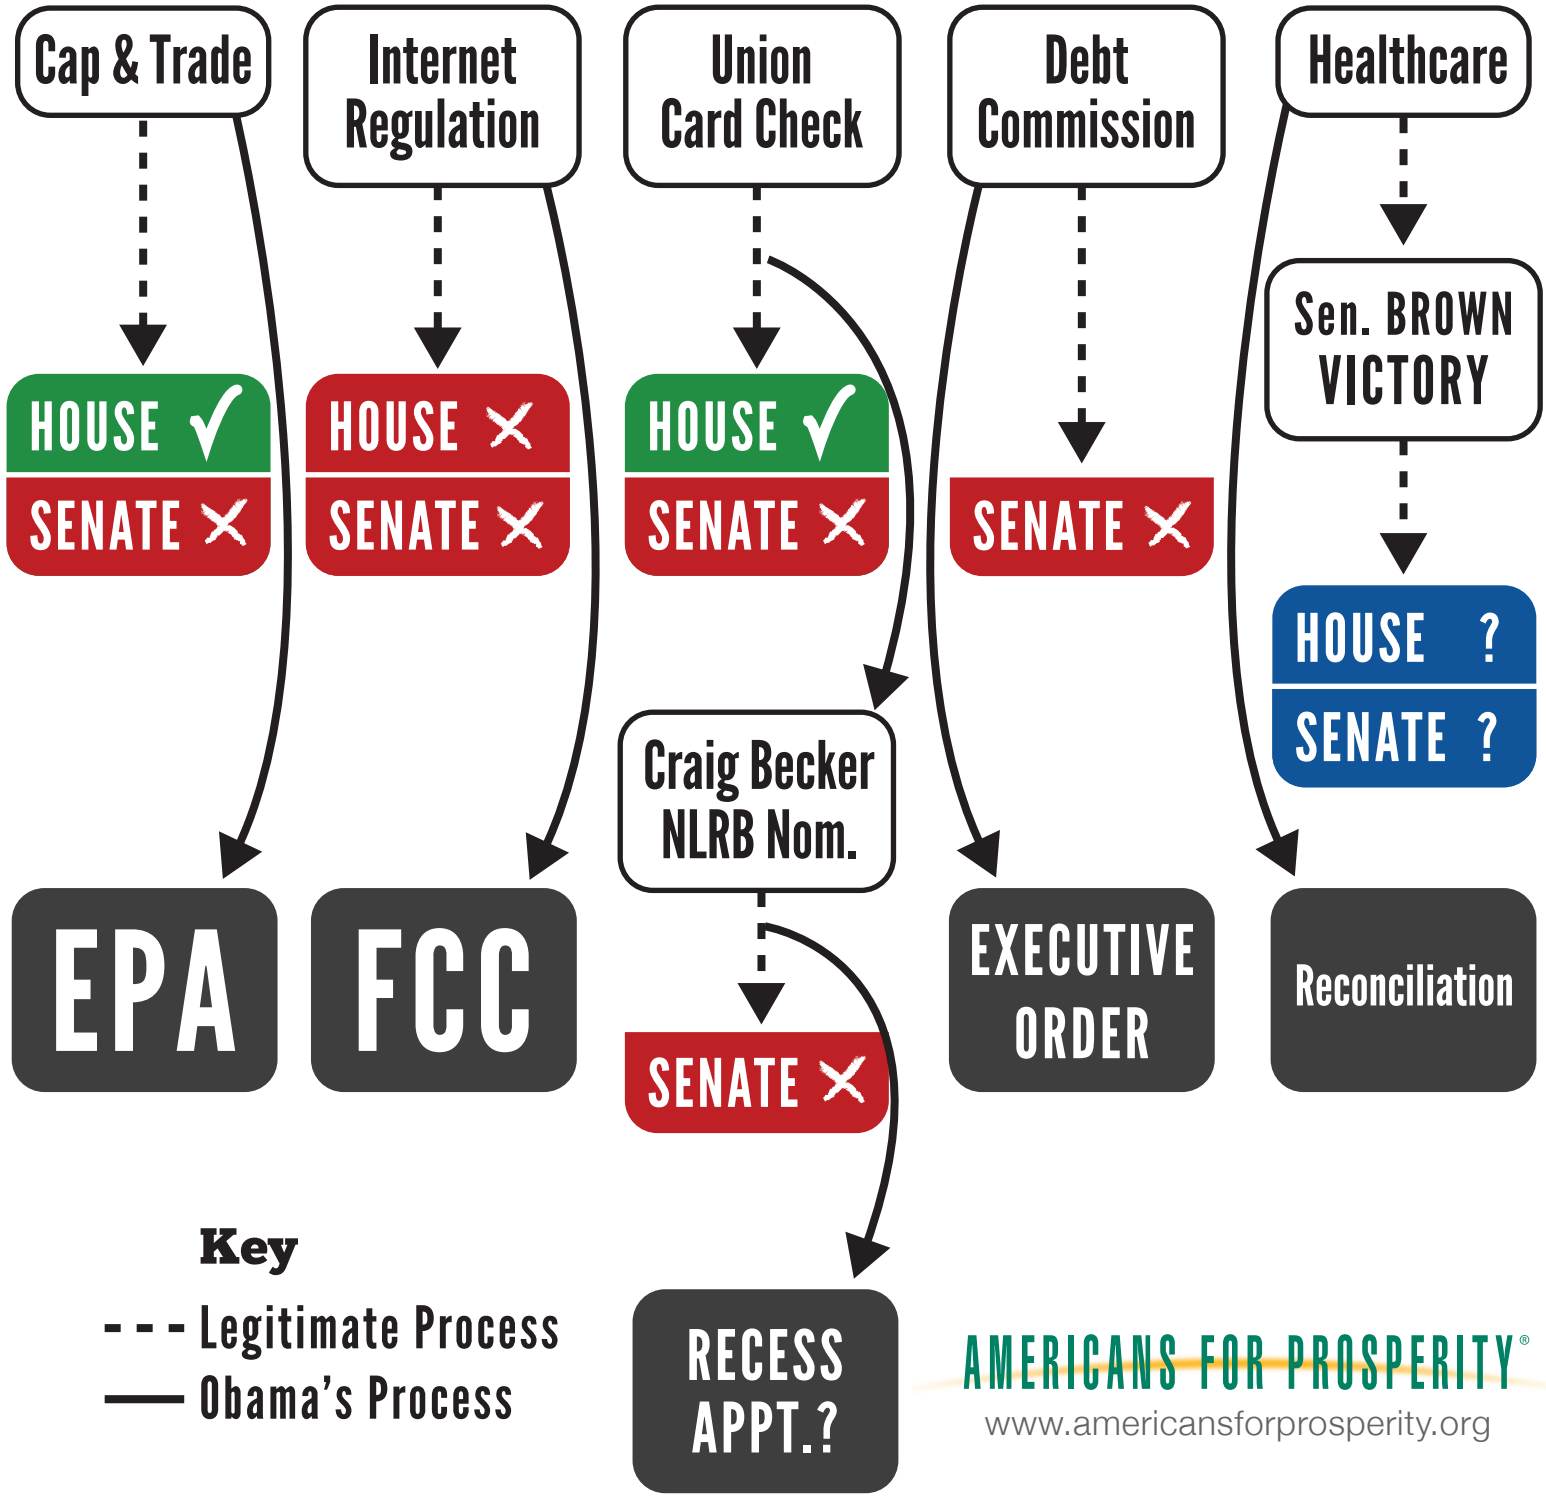 Cap & Trade
Internet
Regulation
Union
Card Check
Debt
Commission
Healthcare
Sen. BROWN
VICTORY
HOUSE ✓
SENATE X
HOUSE X
SENATE X
HOUSE ✓
SENATE X
SENATE X
HOUSE ?
SENATE ?
Craig Becker
NLRB Nom.
SENATE X
EPA
FCC
RECESS
APPT.?
EXECUTIVE
ORDER
Reconciliation
Key
Legitimate Process
Obama's Process
AMERICANS FOR PROSPERITY®
www.americansforprosperity.org